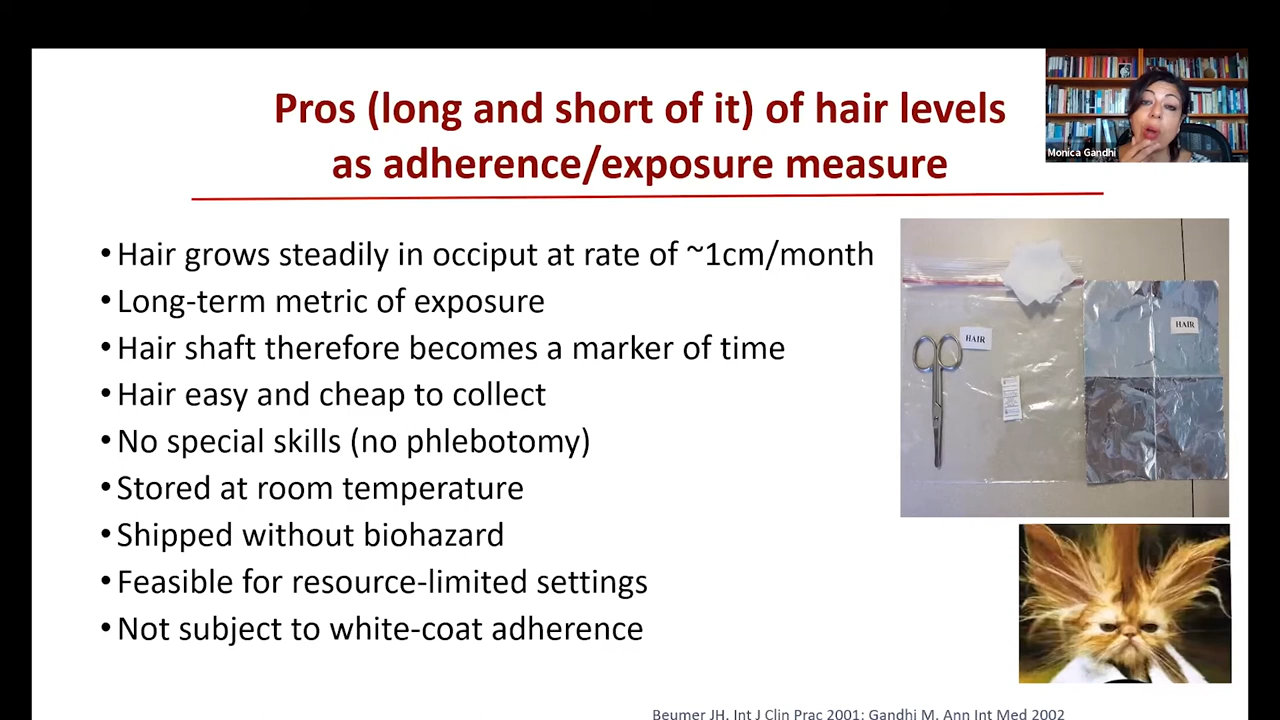 Pros (long and short of it) of hair levels
as adherence/exposure measure
Monica Gandhi
• Hair grows steadily in occiput at rate of ~1cm/month
• Long-term metric of exposure
• Hair shaft therefore becomes a marker of time
• Hair easy and cheap to collect
• No special skills (no phlebotomy)
• Stored at room temperature
• Shipped without biohazard
• Feasible for resource-limited settings
• Not subject to white-coat adherence
HAIR
HAIR
Beumer JH, Int J Clin Prac 2001; Gandhi M, Ann Int Med 2002